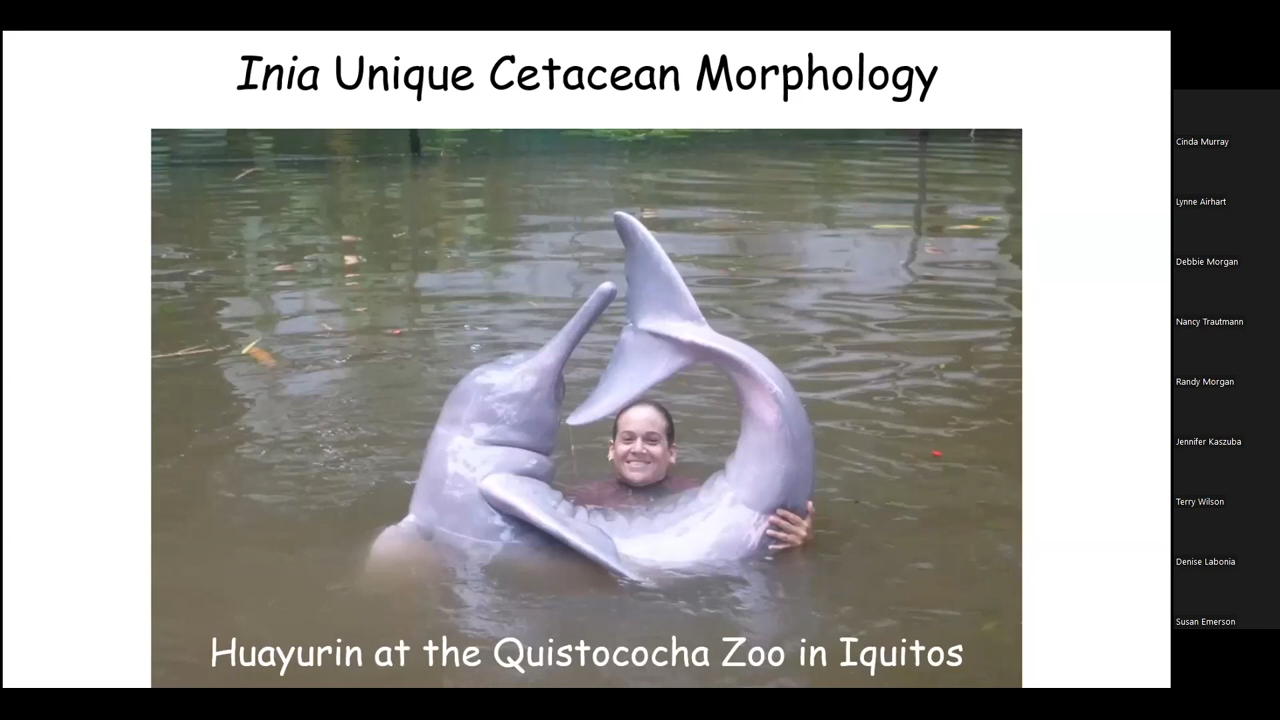 Inia Unique Cetacean Morphology
Huayurin at the Quistococha Zoo in Iquitos
Cinda Murray
Lynne Airhart
Debbie Morgan
Nancy Trautmann
Randy Morgan
Jennifer Kaszuba
Terry Wilson
Denise Labonia
Susan Emerson